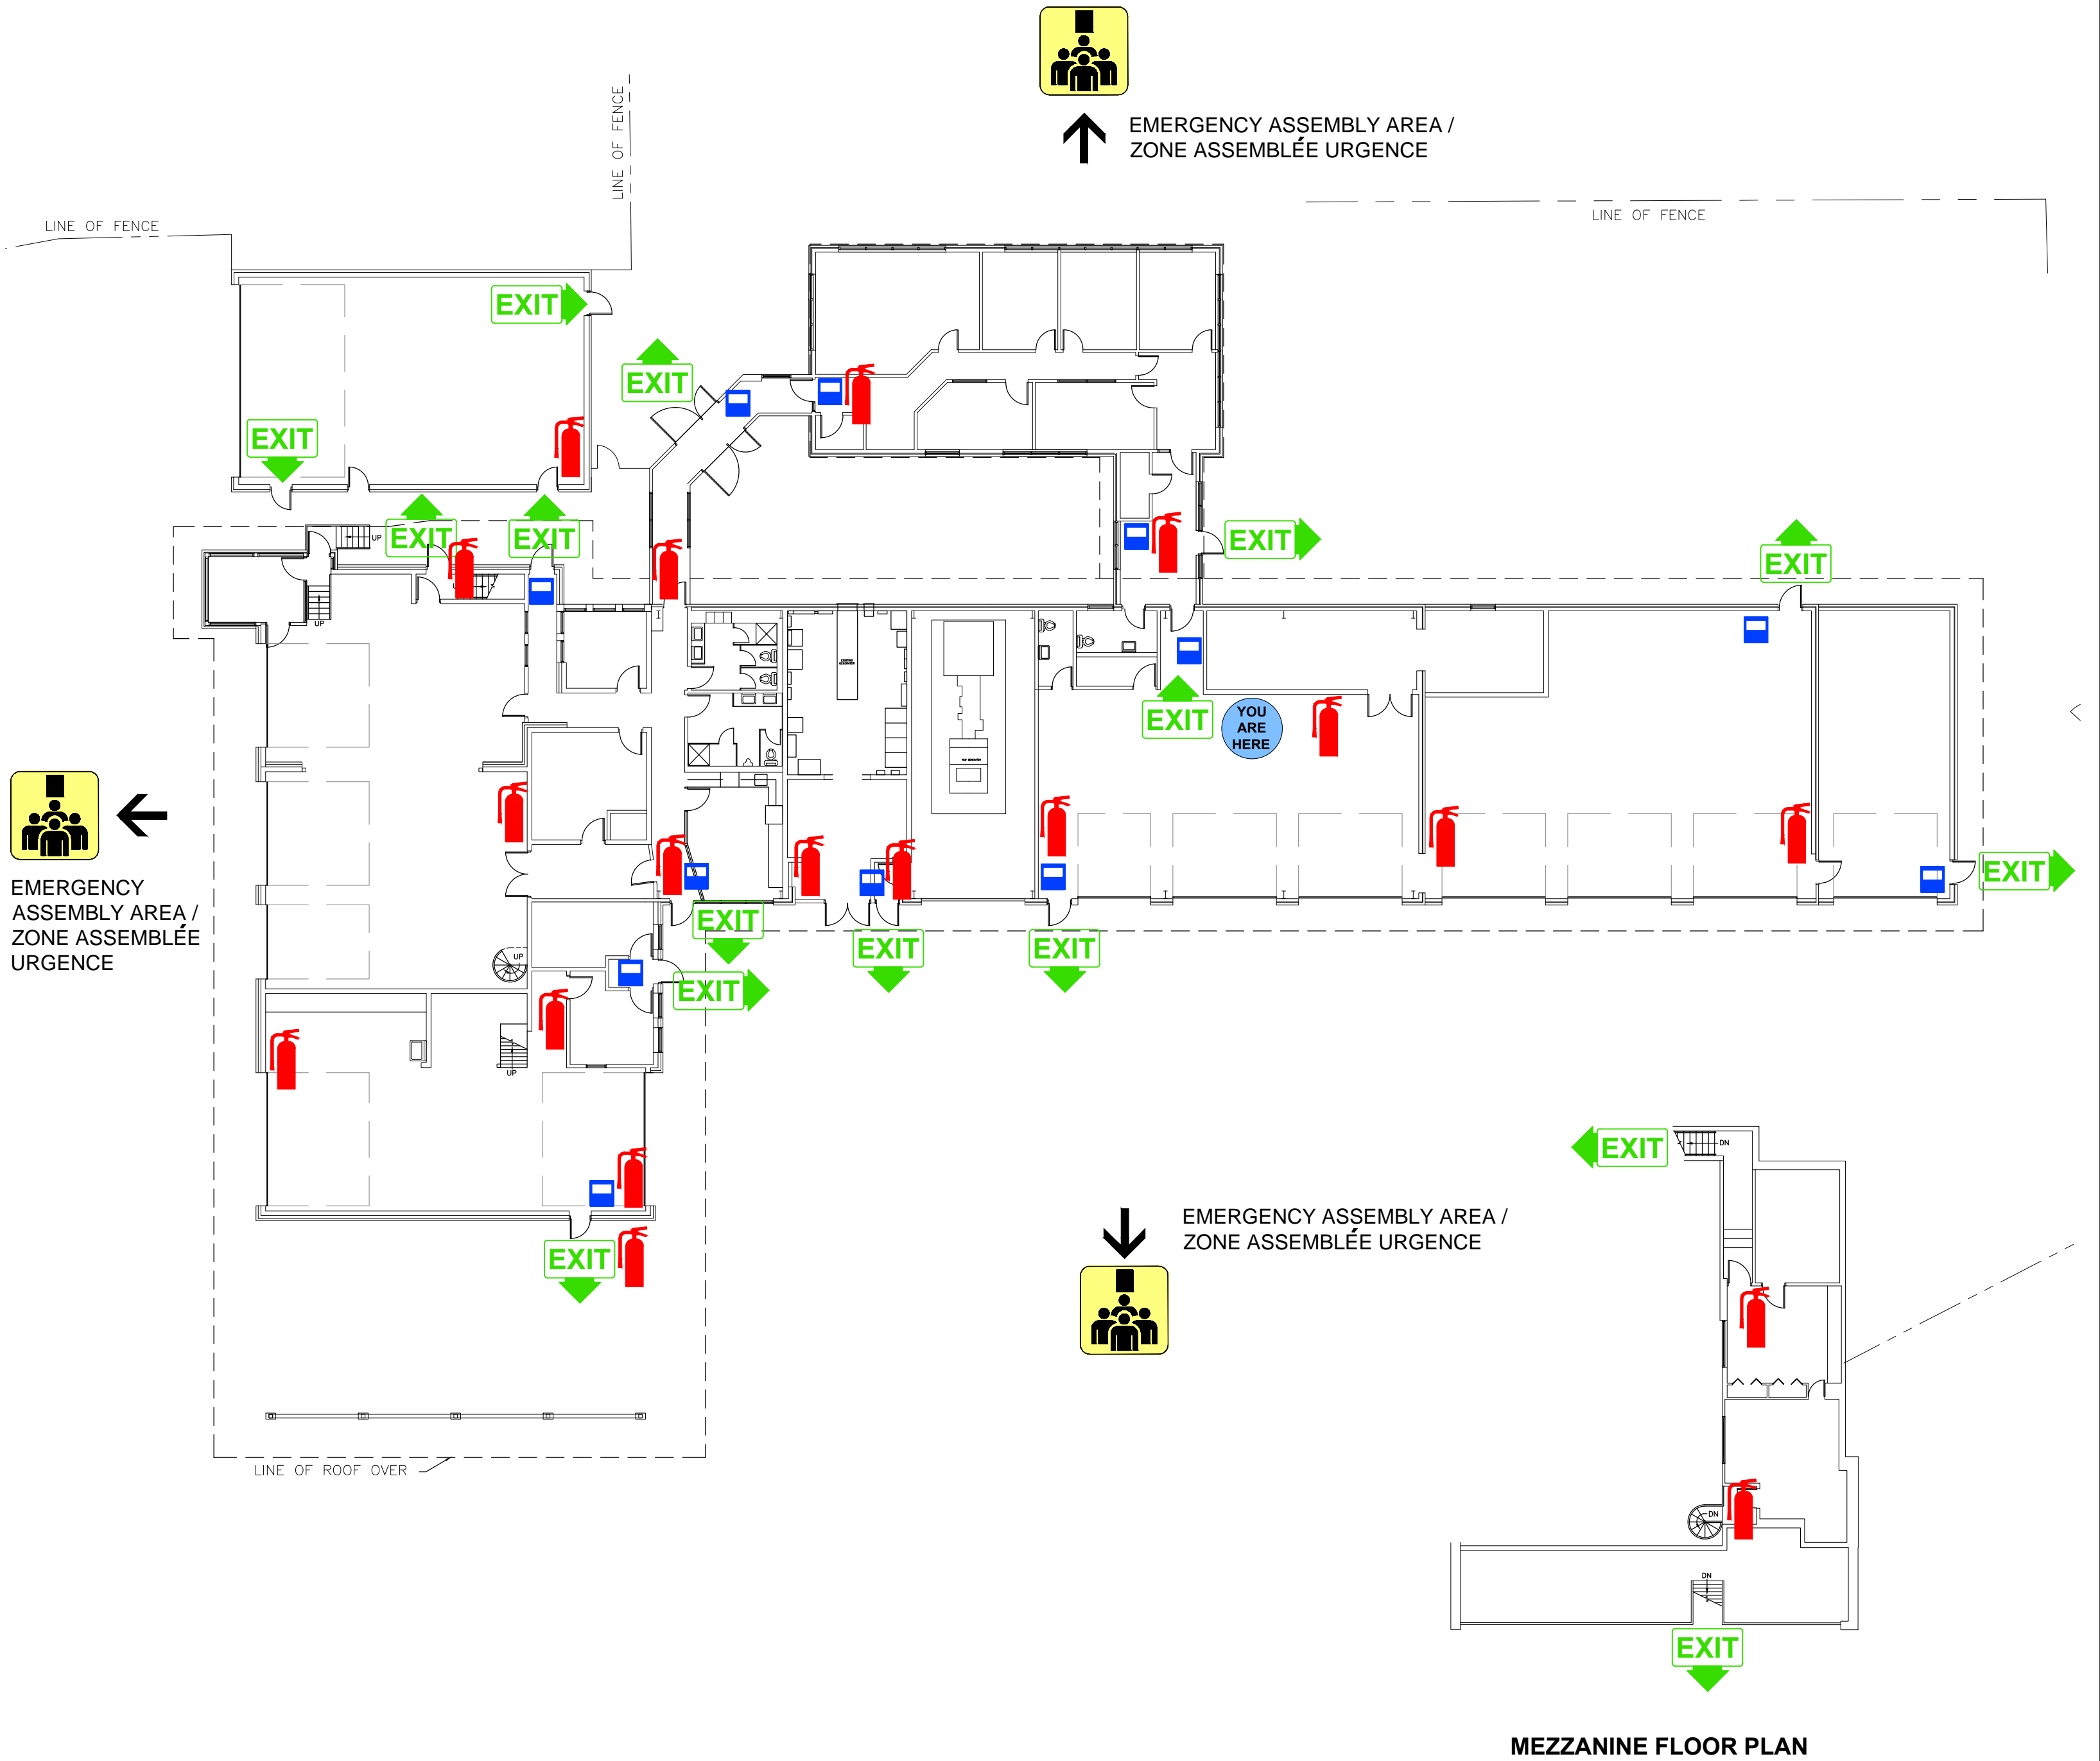 EMERGENCY ASSEMBLY AREA /
ZONE ASSEMBLÉE URGENCE
LINE OF FENCE
LINE OF FENCE
LINE OF FENCE
EXIT
EXIT
EXIT
EXIT
EXIT
EXIT
EXIT
UP
UP
YOU
ARE
HERE
EXIT
EMERGENCY
ASSEMBLY AREA /
ZONE ASSEMBLÉE
URGENCE
EXIT
EXIT
EXIT
EXIT
UP
EXIT
UP
EXIT
EMERGENCY ASSEMBLY AREA /
ZONE ASSEMBLÉE URGENCE
LINE OF ROOF OVER
EXIT
DN
DN
DN
EXIT
MEZZANINE FLOOR PLAN